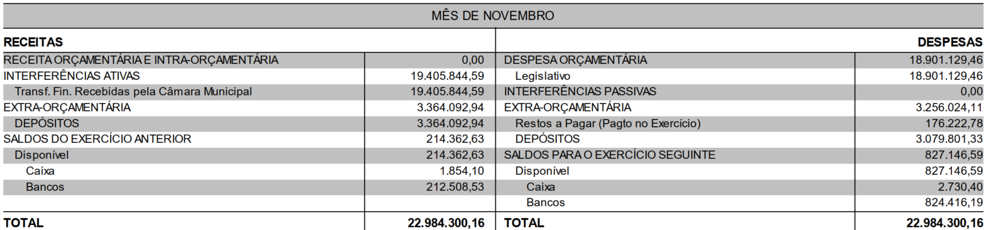 MÊS DE NOVEMBRO
RECEITAS DESPESAS
RECEITA ORÇAMENTÁRIA E INTRA-ORÇAMENTÁRIA 0,00 DESPESA ORÇAMENTÁRIA 18.901.129,46
INTERFERÊNCIAS ATIVAS 19.405.844,59 Legislativo 18.901.129,46
Transf. Fin. Recebidas pela Câmara Municipal 19.405.844,59 INTERFERÊNCIAS PASSIVAS 0,00
EXTRA-ORÇAMENTÁRIA 3.364.092,94 EXTRA-ORÇAMENTÁRIA 3.256.024,11
DEPÓSITOS 3.364.092,94 Restos a Pagar (Pagto no Exercício) 176.222,78
SALDOS DO EXERCÍCIO ANTERIOR 214.362,63 DEPÓSITOS 3.079.801,33
Disponível 214.362,63 SALDOS PARA O EXERCÍCIO SEGUINTE 827.146,59
Caixa 1.854,10 Disponível 827.146,59
Bancos 212.508,53 Caixa 2.730,40
Bancos 824.416,19
TOTAL 22.984.300,16 TOTAL 22.984.300,16